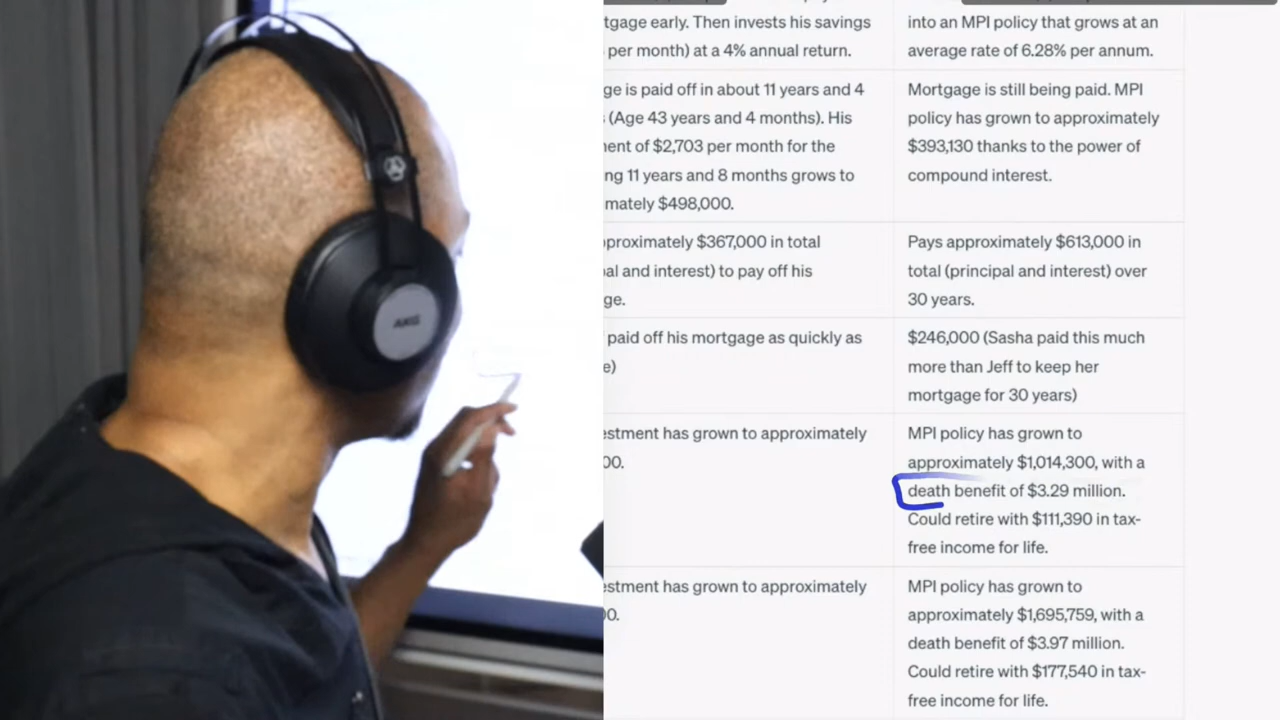 tgage early. Then invests his savings
per month) at a 4% annual return.
into an MPI policy that grows at an
average rate of 6.28% per annum.
ge is paid off in about 11 years and 4
(Age 43 years and 4 months). His
ent of $2,703 per month for the
ng 11 years and 8 months grows to
mately $498,000.
Mortgage is still being paid. MPI
policy has grown to approximately
$393,130 thanks to the power of
compound interest.
proximately $367,000 in total
al and interest) to pay off his
ge.
Pays approximately $613,000 in
total (principal and interest) over
30 years.
paid off his mortgage as quickly as
e)
$246,000 (Sasha paid this much
more than Jeff to keep her
mortgage for 30 years)
estment has grown to approximately
00.
MPI policy has grown to
approximately $1,014,300, with a
death benefit of $3.29 million.
Could retire with $111,390 in tax-
free income for life.
estment has grown to approximately
0.
MPI policy has grown to
approximately $1,695,759, with a
death benefit of $3.97 million.
Could retire with $177,540 in tax-
free income for life.
AKG